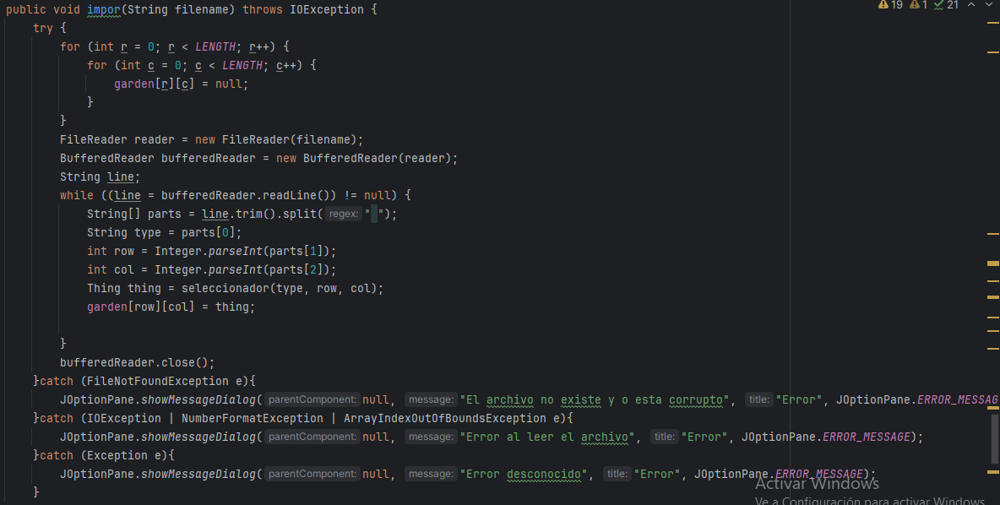 public void impor(String filename) throws IOException {
19 1 21
try {
for (int r = 0; r < LENGTH; r++) {
for (int c = 0; c < LENGTH; c++) {
garden[r][c] = null;
}
}
FileReader reader = new FileReader(filename);
BufferedReader bufferedReader = new BufferedReader(reader);
String line;
while ((line = bufferedReader.readLine()) != null) {
String[] parts = line.trim().split( regex: " ");
String type = parts[0];
int row = Integer.parseInt(parts[1]);
int col = Integer.parseInt(parts[2]);
Thing thing = seleccionador(type, row, col);
garden[row][col] = thing;
}
bufferedReader.close();
}catch (FileNotFoundException e){
JOptionPane.showMessageDialog( parentComponent: null, message: "El archivo no existe y o esta corrupto", title: "Error", JOptionPane.ERROR_MESSAG
}catch (IOException | NumberFormatException | ArrayIndexOutOfBoundsException e){
JOptionPane.showMessageDialog( parentComponent: null, message: "Error al leer el archivo", title: "Error", JOptionPane.ERROR_MESSAGE);
}catch (Exception e){
JOptionPane.showMessageDialog( parentComponent: null, message: "Error desconocido", title: "Error", JOptionPane.ERROR_MESSAGE);
Activar Windows
}
Ve a Configuración para activar Windows